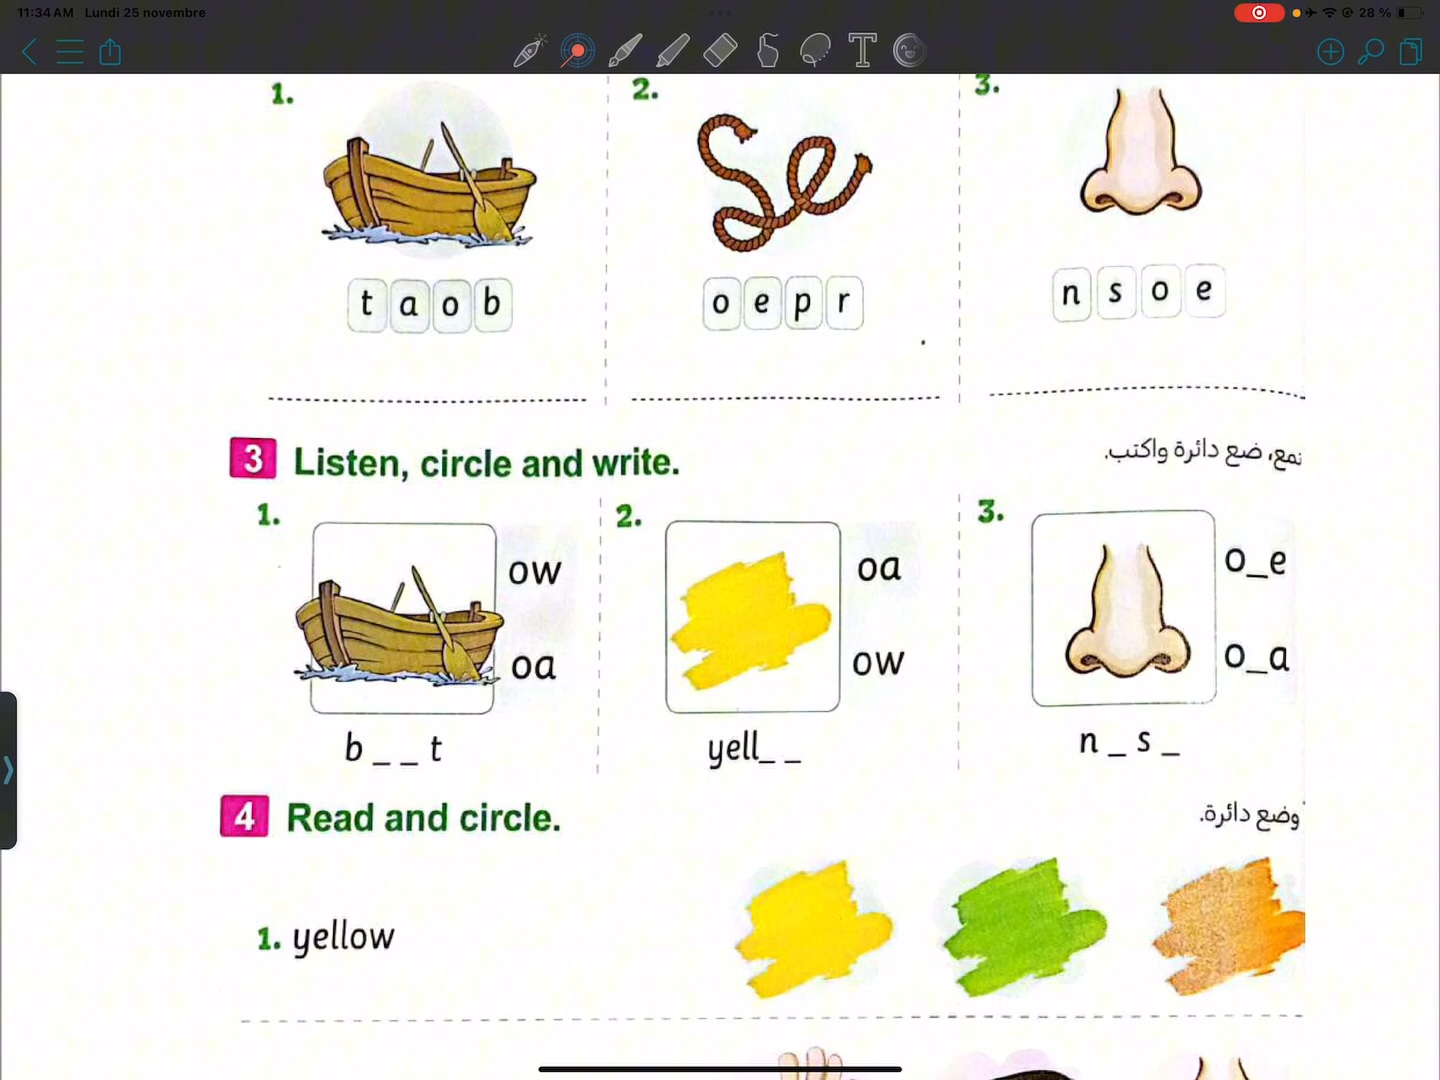 11:34 AM Lundi 25 novembre
28 %
1.
2.
3.
t a o b
o e p r
n s o e
3 Listen, circle and write.
ضع دائرة واكتب.
1.
ow
oa
b _ _ t
2.
oa
ow
yell_ _
3.
o_e
o_a
n _ s _
4 Read and circle.
وضع دائرة.
1. yellow